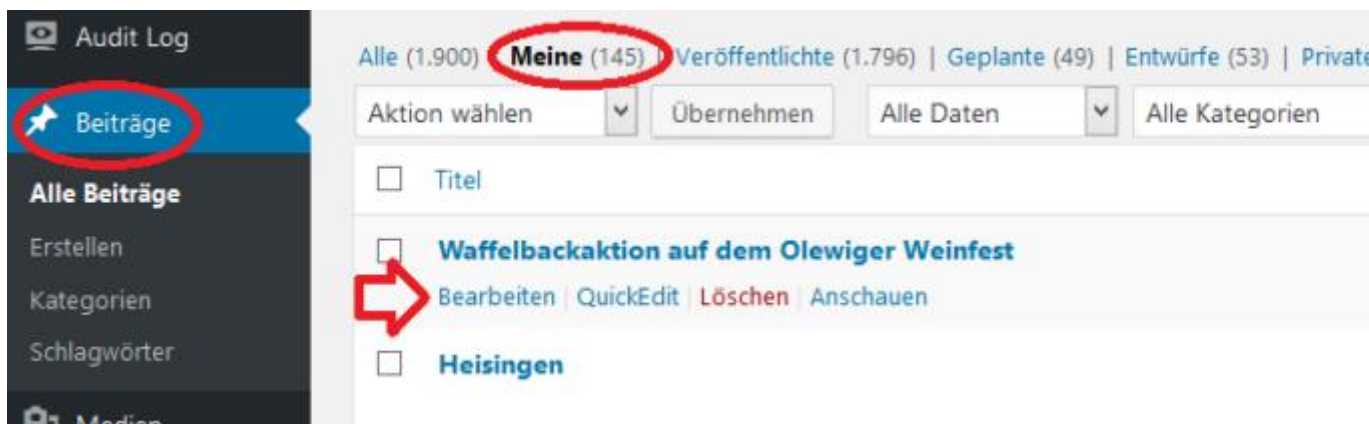 Audit Log
Beiträge
Alle Beiträge
Erstellen
Kategorien
Schlagwörter
Medien
Alle (1.900) | Meine (145) | Veröffentlichte (1.796) | Geplante (49) | Entwürfe (53) | Private
Aktion wählen Übernehmen Alle Daten Alle Kategorien
Titel
Waffelbackaktion auf dem Olewiger Weinfest
Bearbeiten | QuickEdit | Löschen | Anschauen
Heisingen